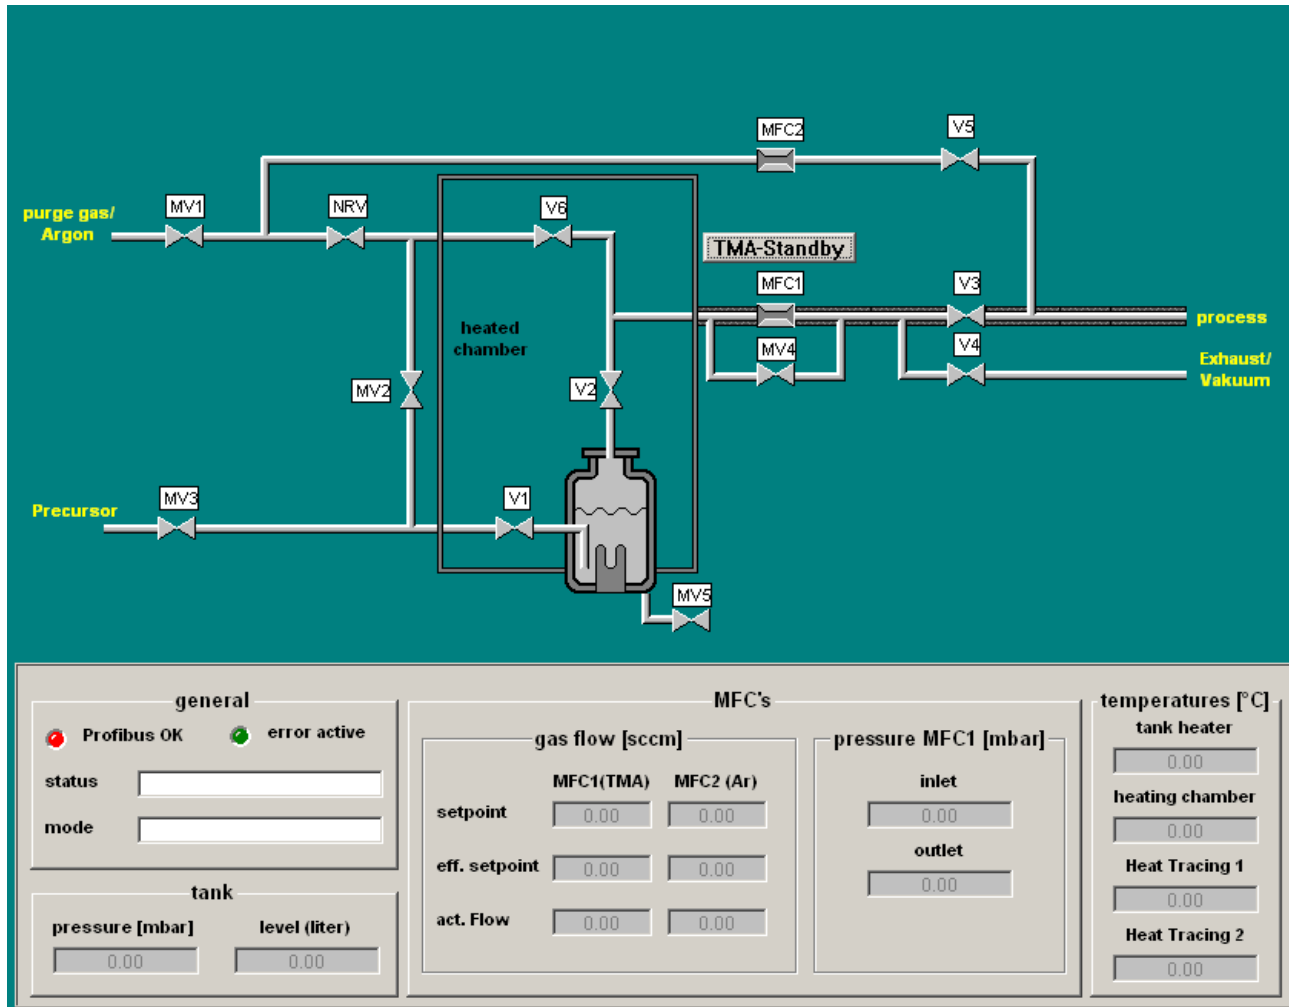 MFC2
V5
purge gas/
Argon
MV1
NRV
V6
TMA-Standby
MFC1
V3
process
heated
chamber
MV4
V4
Exhaust/
Vakuum
MV2
V2
Precursor
MV3
V1
MV5
general
Profibus OK
error active
status
mode
tank
pressure [mbar]
level (liter)
0.00
0.00
MFC's
gas flow [sccm]
MFC1(TMA)
MFC2 (Ar)
setpoint
0.00
0.00
eff. setpoint
0.00
0.00
act. Flow
0.00
0.00
pressure MFC1 [mbar]
inlet
0.00
outlet
0.00
temperatures [°C]
tank heater
0.00
heating chamber
0.00
Heat Tracing 1
0.00
Heat Tracing 2
0.00